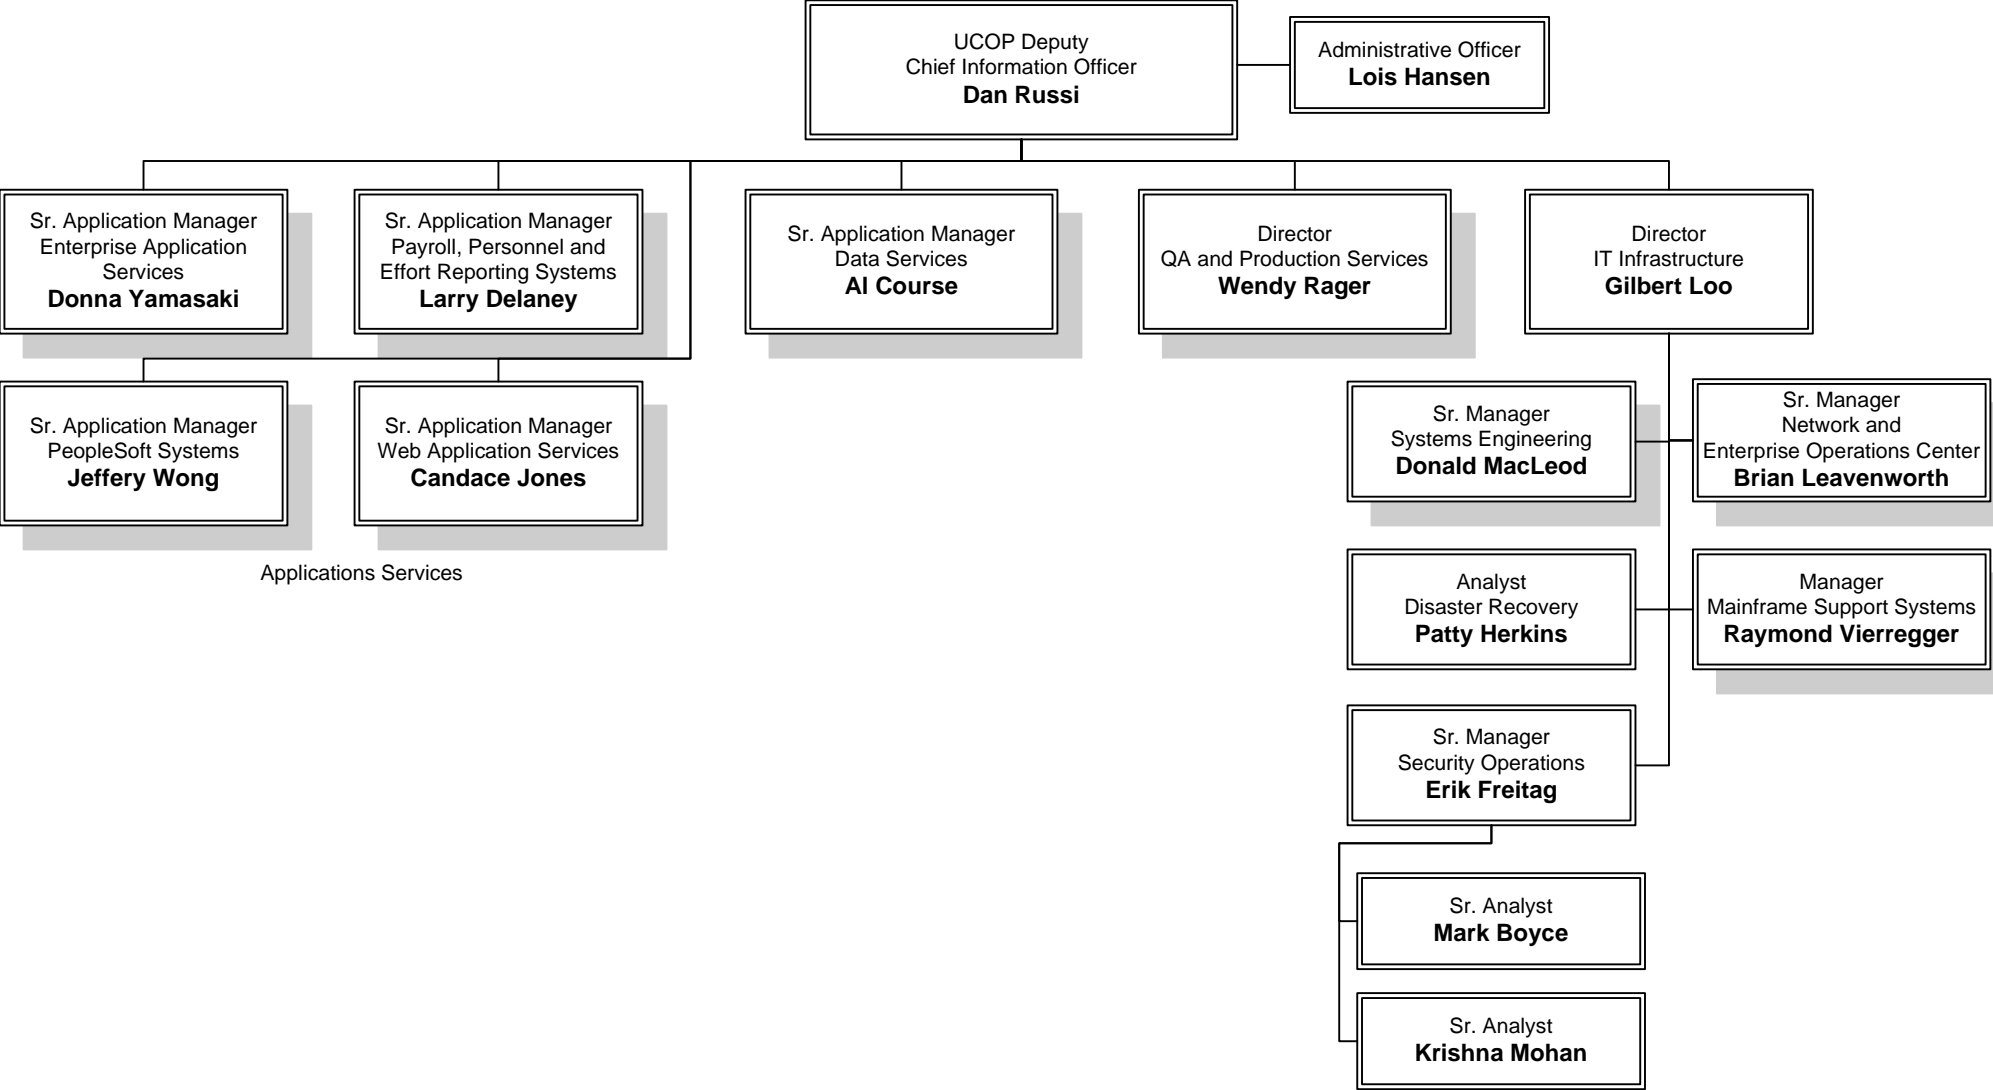 UCOP Deputy
Chief Information Officer
Dan Russi
Administrative Officer
Lois Hansen
Sr. Application Manager
Enterprise Application
Services
Donna Yamasaki
Sr. Application Manager
Payroll, Personnel and
Effort Reporting Systems
Larry Delaney
Sr. Application Manager
Data Services
Al Course
Director
QA and Production Services
Wendy Rager
Director
IT Infrastructure
Gilbert Loo
Sr. Application Manager
PeopleSoft Systems
Jeffery Wong
Sr. Application Manager
Web Application Services
Candace Jones
Applications Services
Sr. Manager
Systems Engineering
Donald MacLeod
Sr. Manager
Network and
Enterprise Operations Center
Brian Leavenworth
Analyst
Disaster Recovery
Patty Herkins
Manager
Mainframe Support Systems
Raymond Vierregger
Sr. Manager
Security Operations
Erik Freitag
Sr. Analyst
Mark Boyce
Sr. Analyst
Krishna Mohan